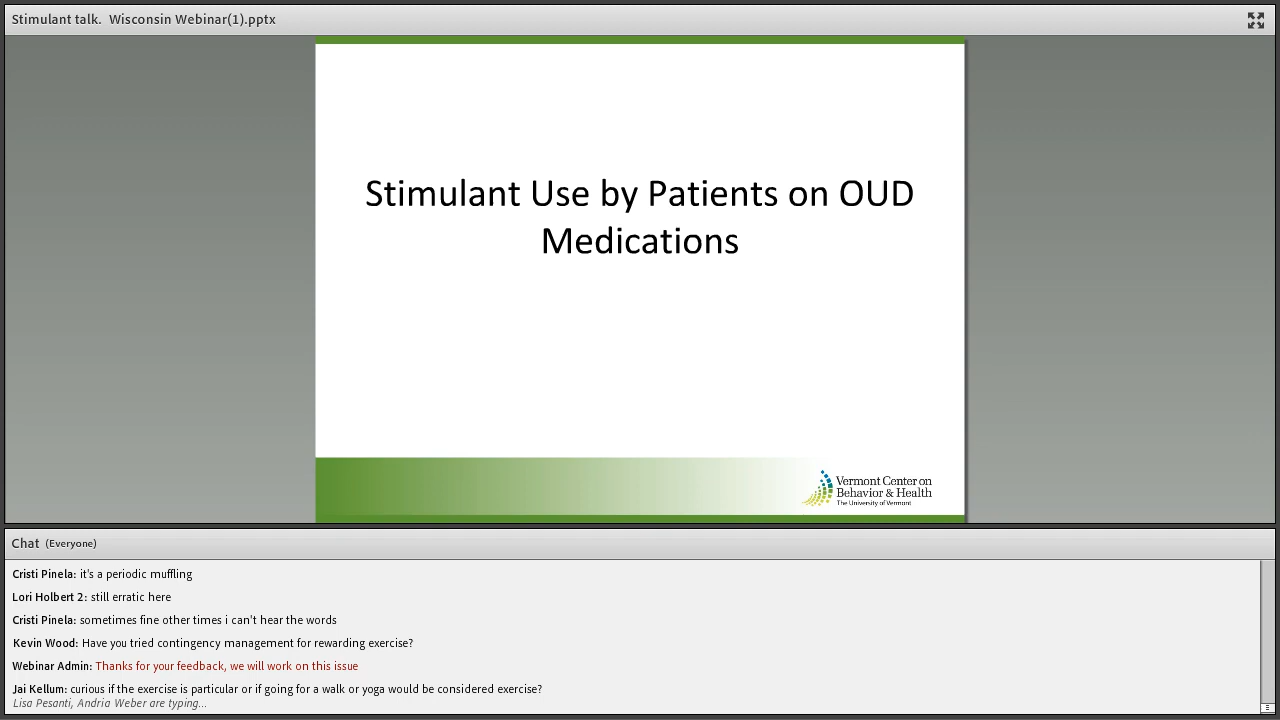 Stimulant talk. Wisconsin Webinar(1).pptx
Stimulant Use by Patients on OUD
Medications
Vermont Center on
Behavior & Health
The University of Vermont
Chat (Everyone)
Cristi Pinela: it's a periodic muffling
Lori Holbert 2: still erratic here
Cristi Pinela: sometimes fine other times i can't hear the words
Kevin Wood: Have you tried contingency management for rewarding exercise?
Webinar Admin: Thanks for your feedback, we will work on this issue
Jai Kellum: curious if the exercise is particular or if going for a walk or yoga would be considered exercise?
Lisa Pesanti, Andria Weber are typing...